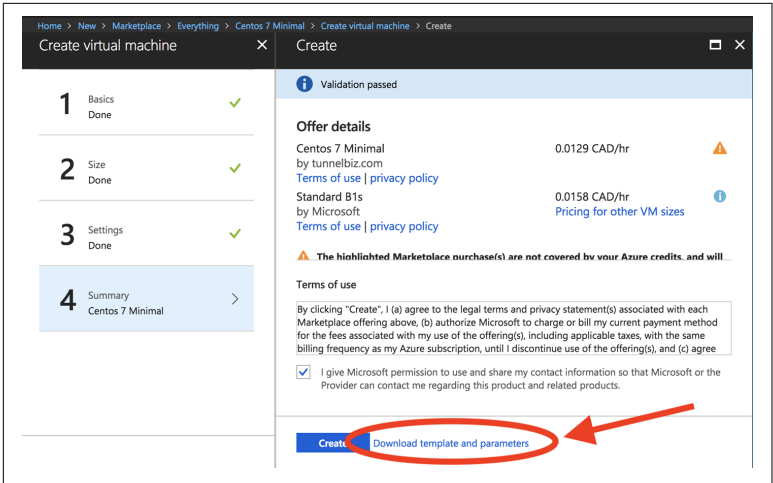 Home > New > Marketplace > Everything > Centos 7 Minimal > Create virtual machine > Create
Create virtual machine
1
Basics
Done
2
Size
Done
3
Settings
Done
4
Summary
Centos 7 Minimal
Create
Validation passed
Offer details
Centos 7 Minimal 0.0129 CAD/hr
by tunnelbiz.com
Terms of use | privacy policy
Standard B1s 0.0158 CAD/hr
by Microsoft Pricing for other VM sizes
Terms of use | privacy policy
The highlighted Marketplace purchase(s) are not covered by your Azure credits, and will
Terms of use
By clicking "Create", I (a) agree to the legal terms and privacy statement(s) associated with each
Marketplace offering above, (b) authorize Microsoft to charge or bill my current payment method
for the fees associated with my use of the offering(s), including applicable taxes, with the same
billing frequency as my Azure subscription, until I discontinue use of the offering(s), and (c) agree
I give Microsoft permission to use and share my contact information so that Microsoft or the
Provider can contact me regarding this product and related products.
Create Download template and parameters